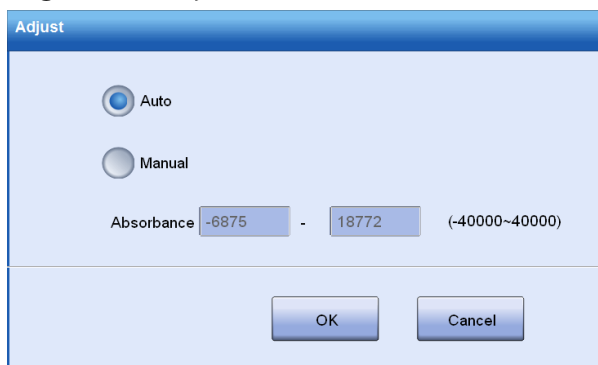 Adjust
Auto
Manual
Absorbance -6875 - 18772 (-40000~40000)
OK Cancel